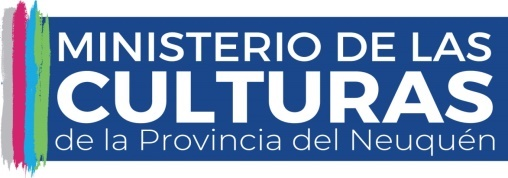 MINISTERIO DE LAS
CULTURAS
de la Provincia del Neuquén